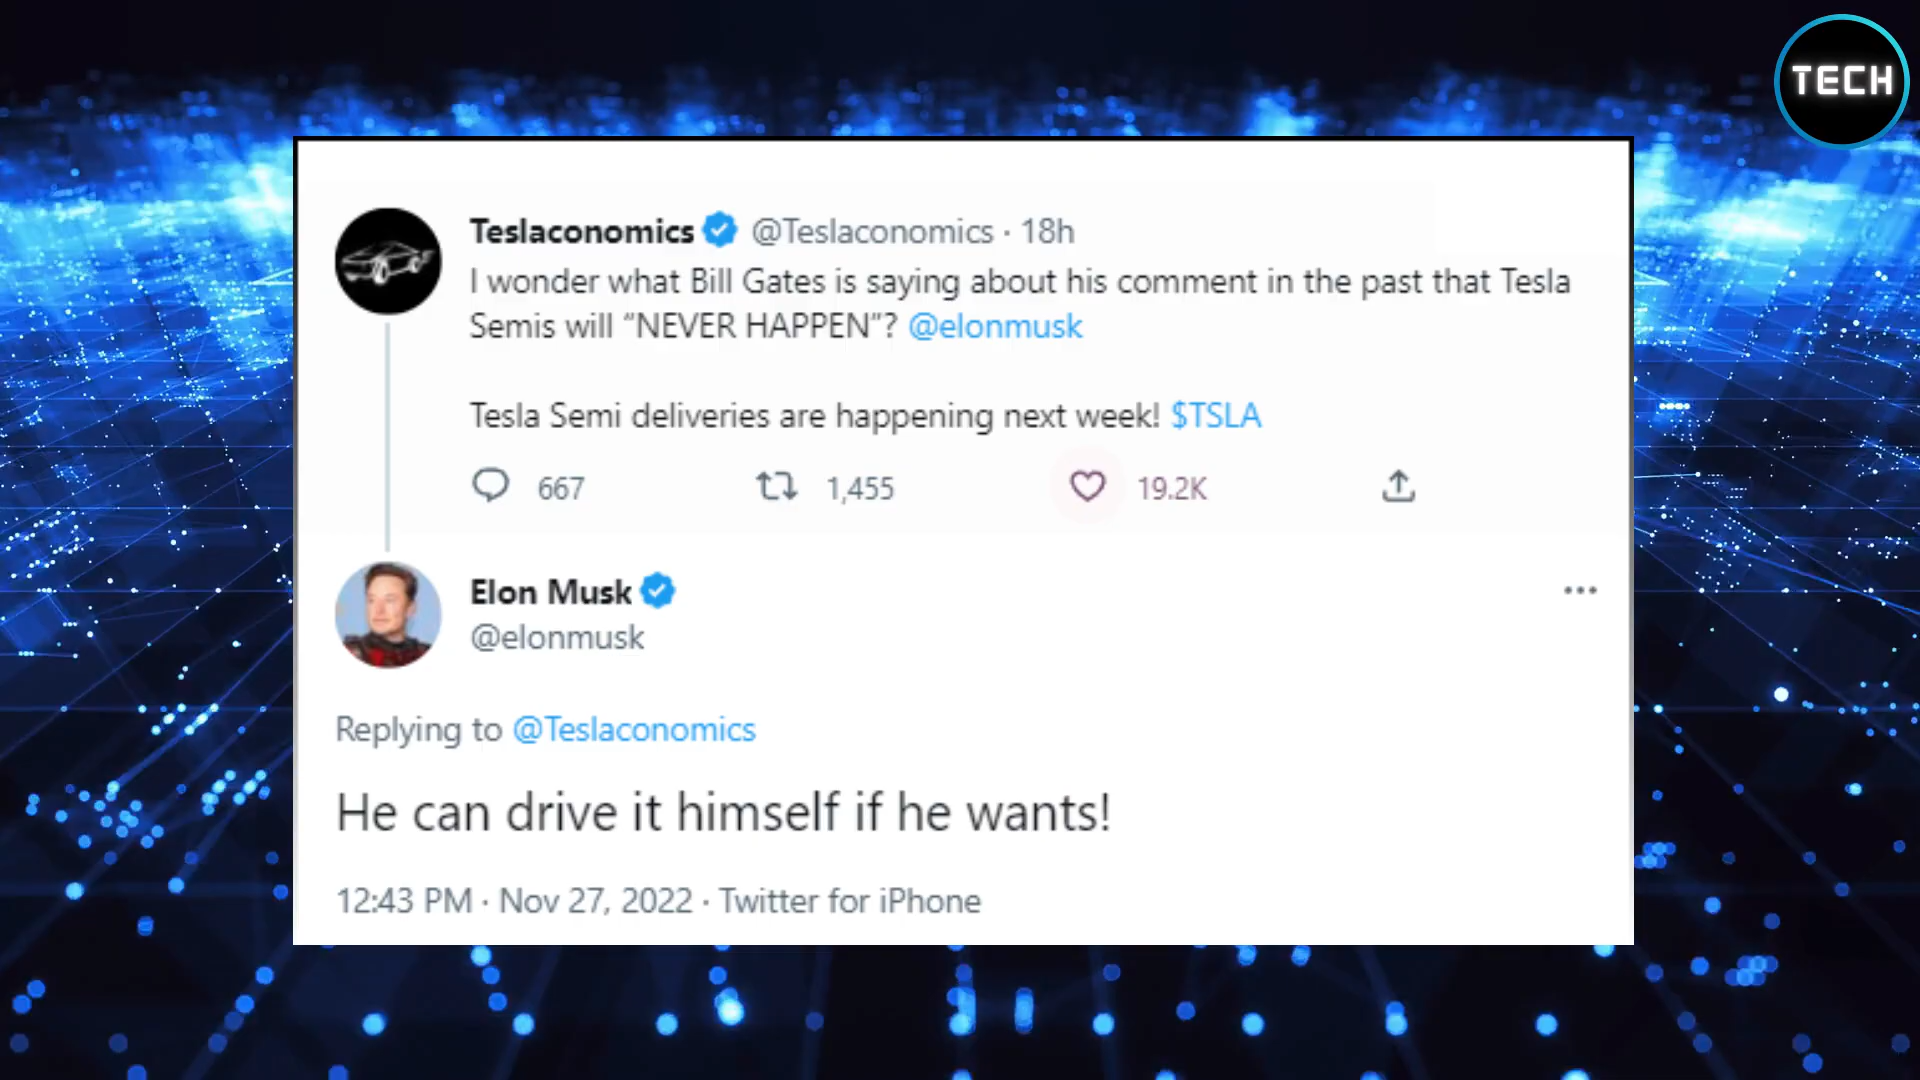 TECH
Teslaconomics @Teslaconomics · 18h
I wonder what Bill Gates is saying about his comment in the past that Tesla
Semis will “NEVER HAPPEN”? @elonmusk
Tesla Semi deliveries are happening next week! $TSLA
667 1,455 19.2K
Elon Musk
@elonmusk
Replying to @Teslaconomics
He can drive it himself if he wants!
12:43 PM · Nov 27, 2022 · Twitter for iPhone